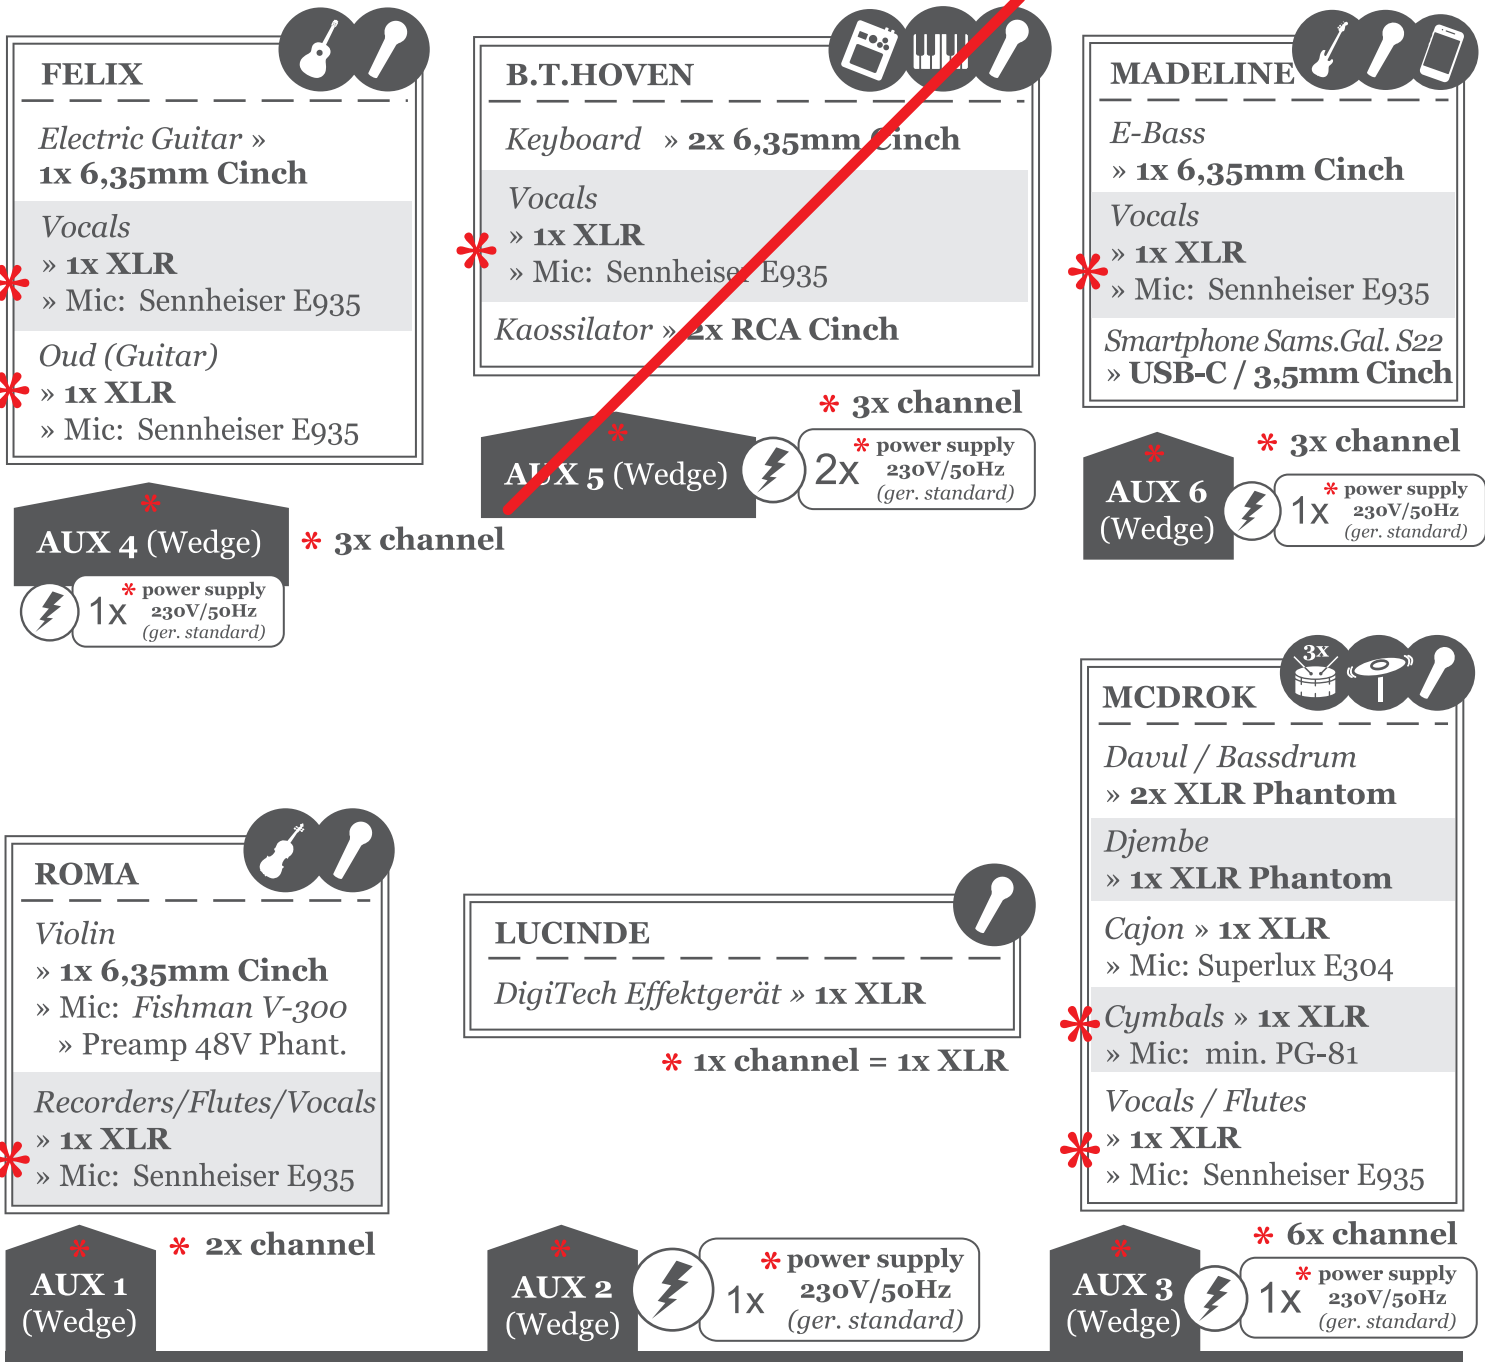 FELIX
Electric Guitar »
1x 6,35mm Cinch
Vocals
» 1x XLR
» Mic: Sennheiser E935
Oud (Guitar)
» 1x XLR
» Mic: Sennheiser E935
* AUX 4 (Wedge)
* 3x channel
1x * power supply
230V/50Hz
(ger. standard)
B.T.HOVEN
Keyboard » 2x 6,35mm Cinch
Vocals
» 1x XLR
» Mic: Sennheiser E935
Kaossilator » 2x RCA Cinch
* 3x channel
* AUX 5 (Wedge)
2x * power supply
230V/50Hz
(ger. standard)
MADELINE
E-Bass
» 1x 6,35mm Cinch
Vocals
» 1x XLR
» Mic: Sennheiser E935
Smartphone Sams.Gal. S22
» USB-C / 3,5mm Cinch
* 3x channel
*
AUX 6
(Wedge)
1x * power supply
230V/50Hz
(ger. standard)
ROMA
Violin
» 1x 6,35mm Cinch
» Mic: Fishman V-300
» Preamp 48V Phant.
Recorders/Flutes/Vocals
» 1x XLR
» Mic: Sennheiser E935
* 2x channel
*
AUX 1
(Wedge)
LUCINDE
DigiTech Effektgerät » 1x XLR
* 1x channel = 1x XLR
*
AUX 2
(Wedge)
1x * power supply
230V/50Hz
(ger. standard)
3x
MCDROK
Davul / Bassdrum
» 2x XLR Phantom
Djembe
» 1x XLR Phantom
Cajon » 1x XLR
» Mic: Superlux E304
Cymbals » 1x XLR
» Mic: min. PG-81
Vocals / Flutes
» 1x XLR
» Mic: Sennheiser E935
* 6x channel
*
AUX 3
(Wedge)
1x * power supply
230V/50Hz
(ger. standard)